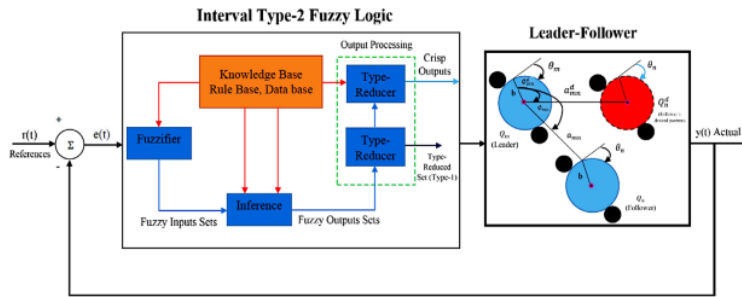 Interval Type-2 Fuzzy Logic
Leader-Follower
Output Processing
Crisp
Outputs
Knowledge Base
Rule Base, Data base
Type-
Reducer
Fuzzifier
Type-
Reducer
Type-
Reduced
Set (Type-1)
Inference
Fuzzy Inputs Sets
Fuzzy Outputs Sets
+
r(t)
References
Σ
e(t)
-
θₘ
θₙ
b
Qₘ
(Leader)
θₙ
b
Qₙ
(Follower)
y(t) Actual